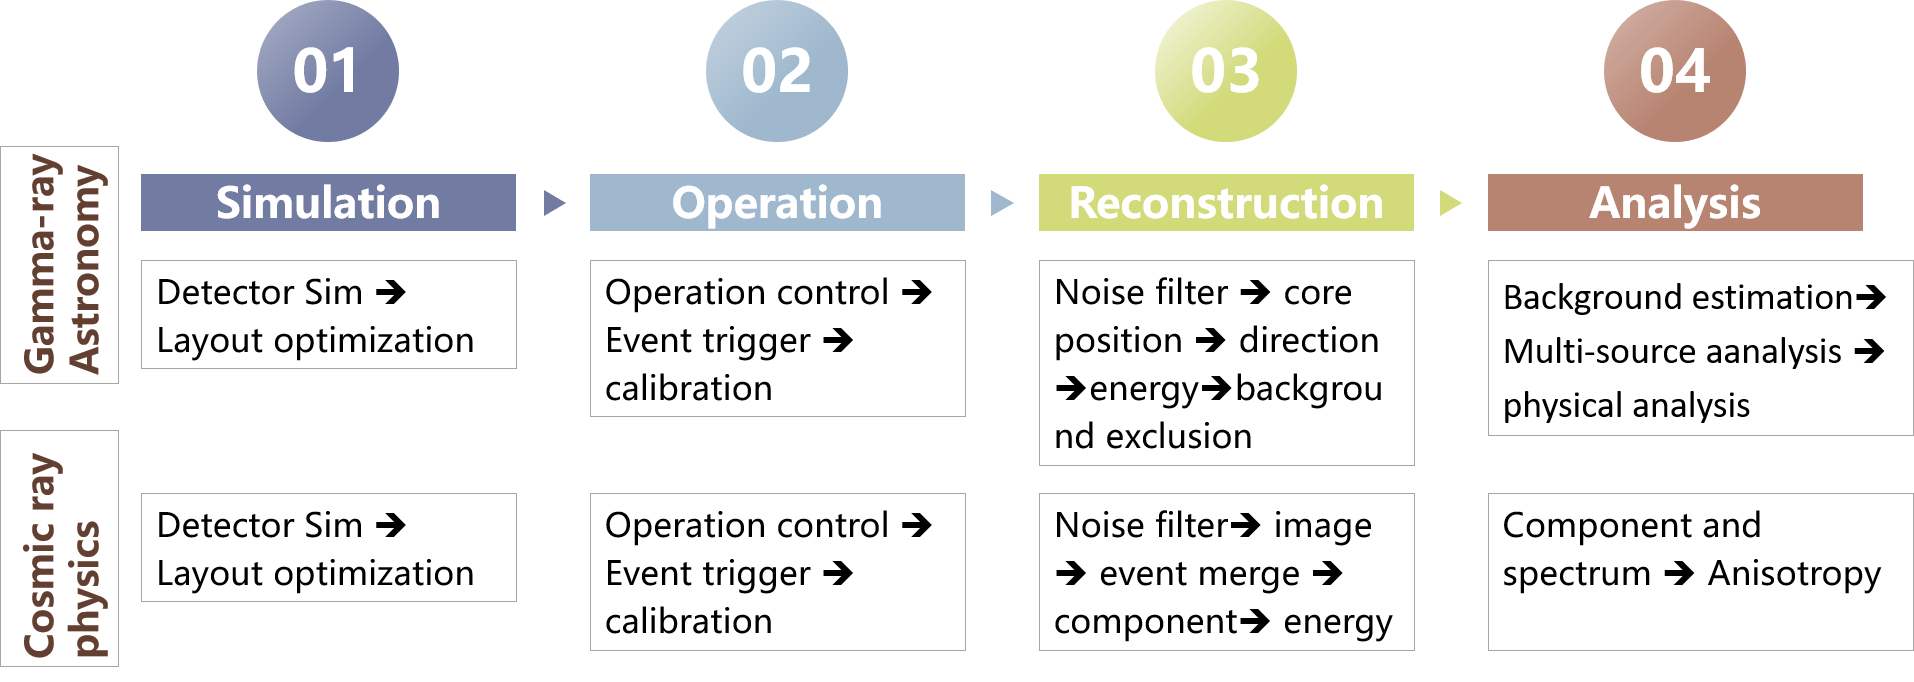 01
02
03
04
Gamma-ray
Astronomy
Simulation
Operation
Reconstruction
Analysis
Detector Sim ➔
Layout optimization
Operation control ➔
Event trigger ➔
calibration
Noise filter ➔ core
position ➔ direction
➔energy➔backgrou
nd exclusion
Background estimation➔
Multi-source aanalysis ➔
physical analysis
Cosmic ray
physics
Detector Sim ➔
Layout optimization
Operation control ➔
Event trigger ➔
calibration
Noise filter➔ image
➔ event merge ➔
component➔ energy
Component and
spectrum ➔ Anisotropy